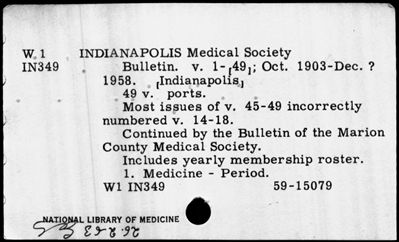 W 1 INDIANAPOLIS Medical Society
IN349 Bulletin. v. 1-[49]; Oct. 1903-Dec. ?
1958. [Indianapolis]
49 v. ports.
Most issues of v. 45-49 incorrectly
numbered v. 14-18.
Continued by the Bulletin of the Marion
County Medical Society.
Includes yearly membership roster.
1. Medicine - Period.
W1 IN349 59-15079
NATIONAL LIBRARY OF MEDICINE